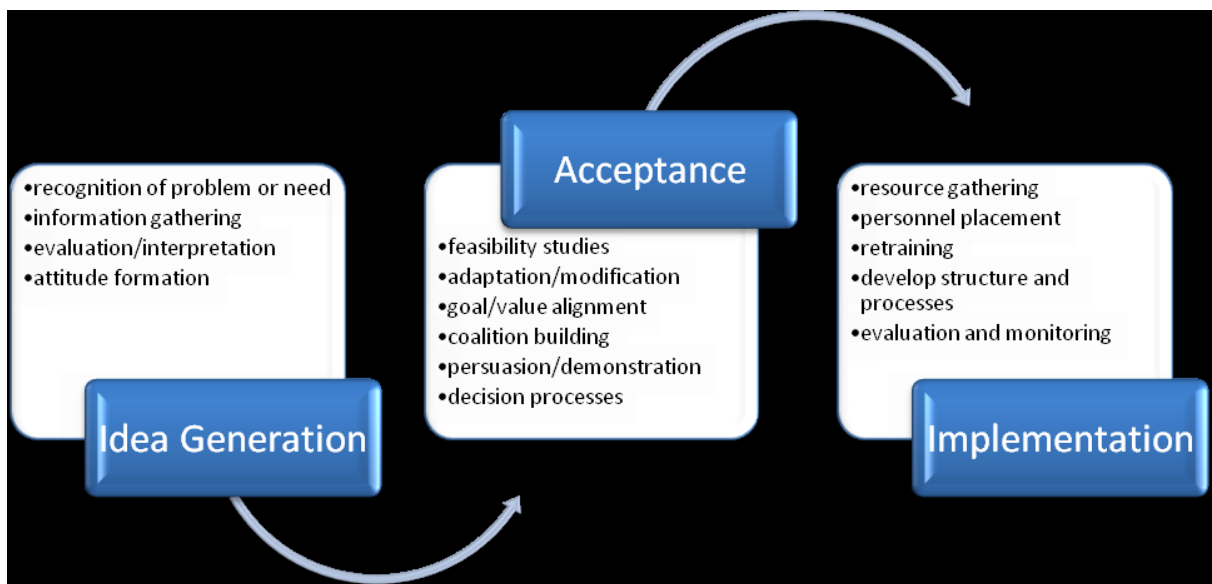 •recognition of problem or need
•information gathering
•evaluation/interpretation
•attitude formation
Idea Generation
Acceptance
•feasibility studies
•adaptation/modification
•goal/value alignment
•coalition building
•persuasion/demonstration
•decision processes
•resource gathering
•personnel placement
•retraining
•develop structure and
processes
•evaluation and monitoring
Implementation